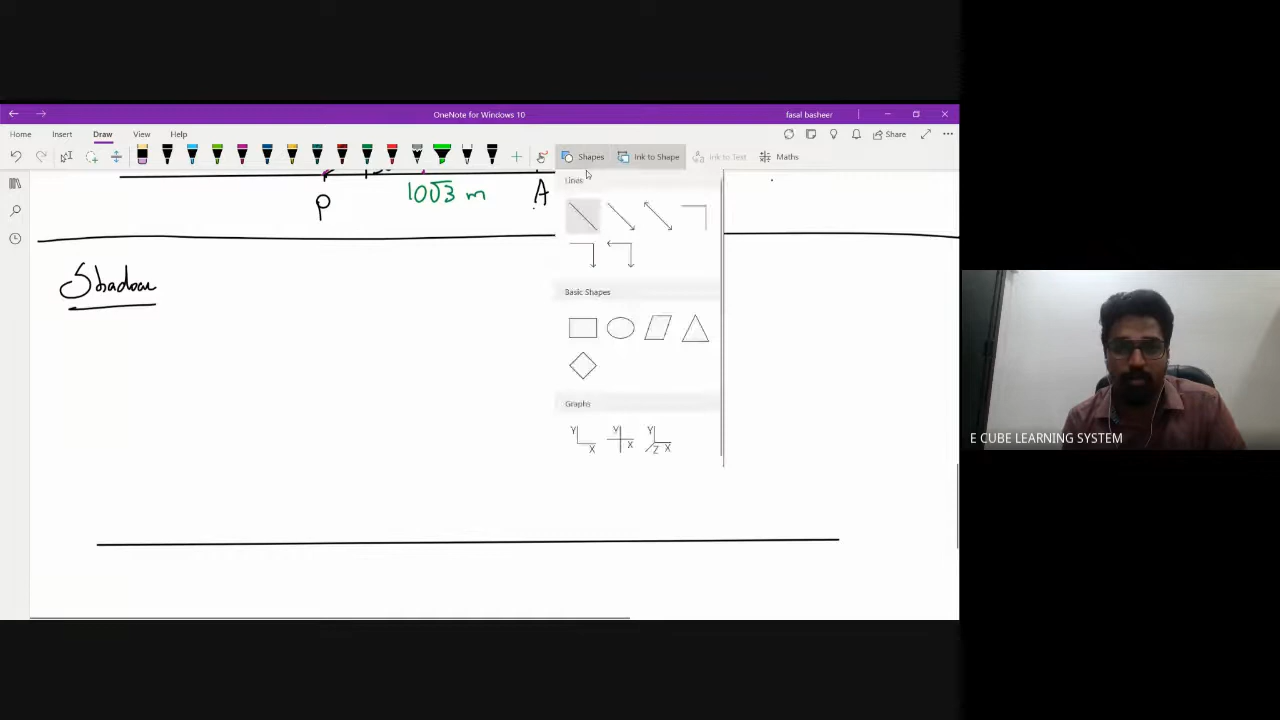 OneNote for Windows 10
fasal basheer
Home Insert Draw View Help
Share
Shapes Ink to Shape Ink to Text Maths
Lines
P
10√3 m
A
Shadow
Basic Shapes
Graphs
Y X Y X Y Z X
E CUBE LEARNING SYSTEM